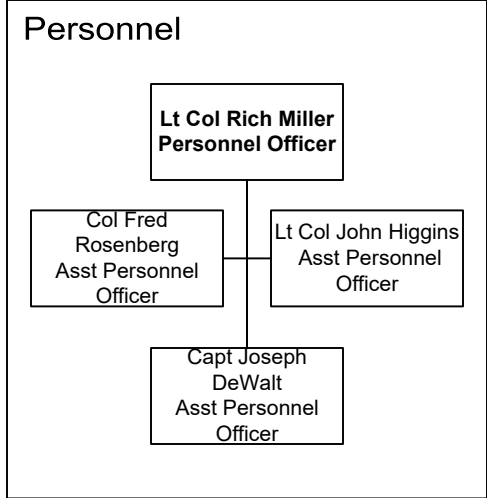 Personnel
Lt Col Rich Miller
Personnel Officer
Col Fred
Rosenberg
Asst Personnel
Officer
Lt Col John Higgins
Asst Personnel
Officer
Capt Joseph
DeWalt
Asst Personnel
Officer